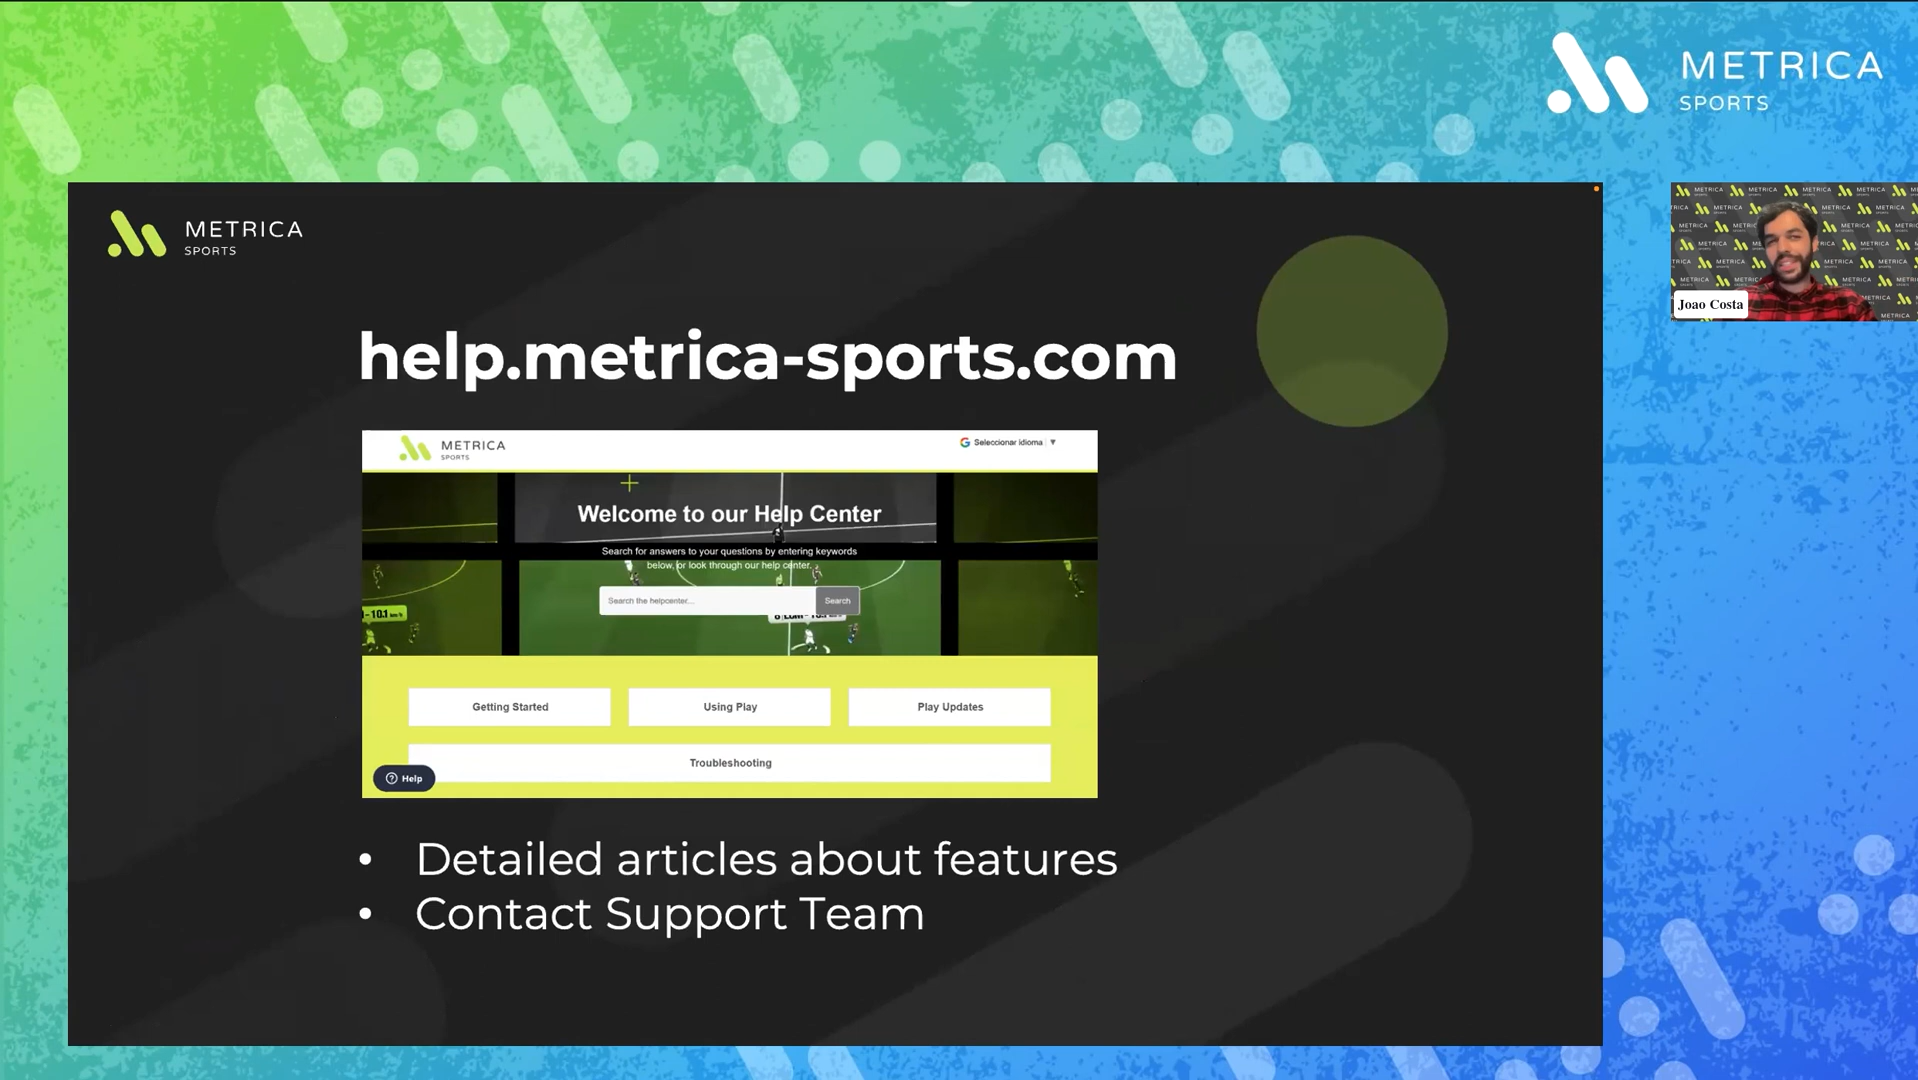 METRICA
SPORTS
METRICA
SPORTS
Joao Costa
help.metrica-sports.com
METRICA
SPORTS
Seleccionar idioma
Welcome to our Help Center
Search for answers to your questions by entering keywords
below, or look through our help center.
Search the helpcenter...
Search
Getting Started
Using Play
Play Updates
Troubleshooting
Help
• Detailed articles about features
• Contact Support Team